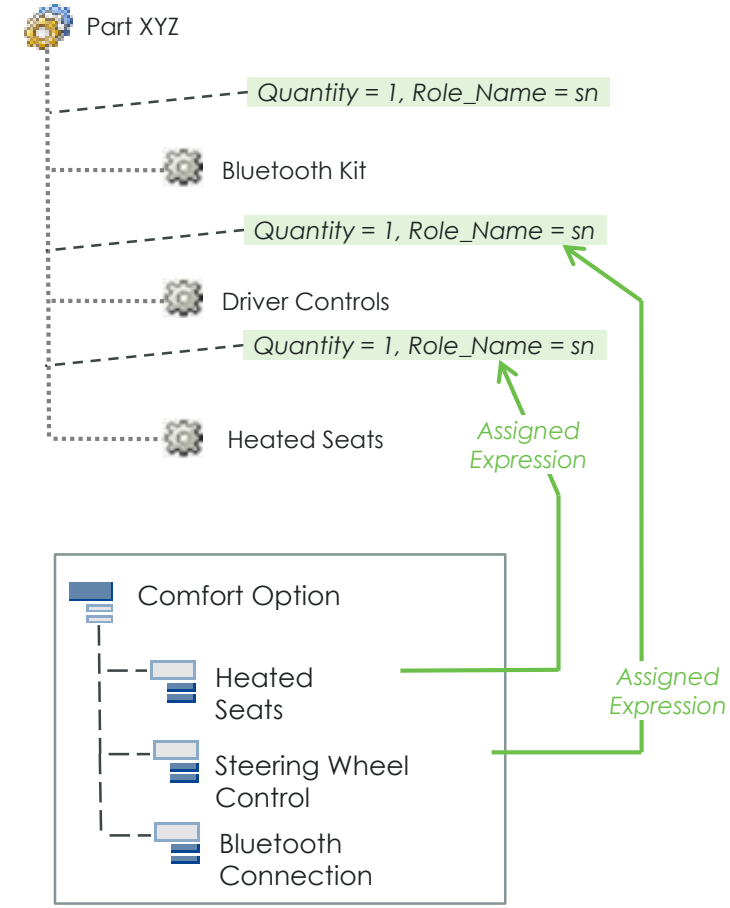 Part XYZ
Quantity = 1, Role_Name = sn
Bluetooth Kit
Quantity = 1, Role_Name = sn
Driver Controls
Quantity = 1, Role_Name = sn
Heated Seats
Assigned
Expression
Comfort Option
Heated
Seats
Assigned
Expression
Steering Wheel
Control
Bluetooth
Connection